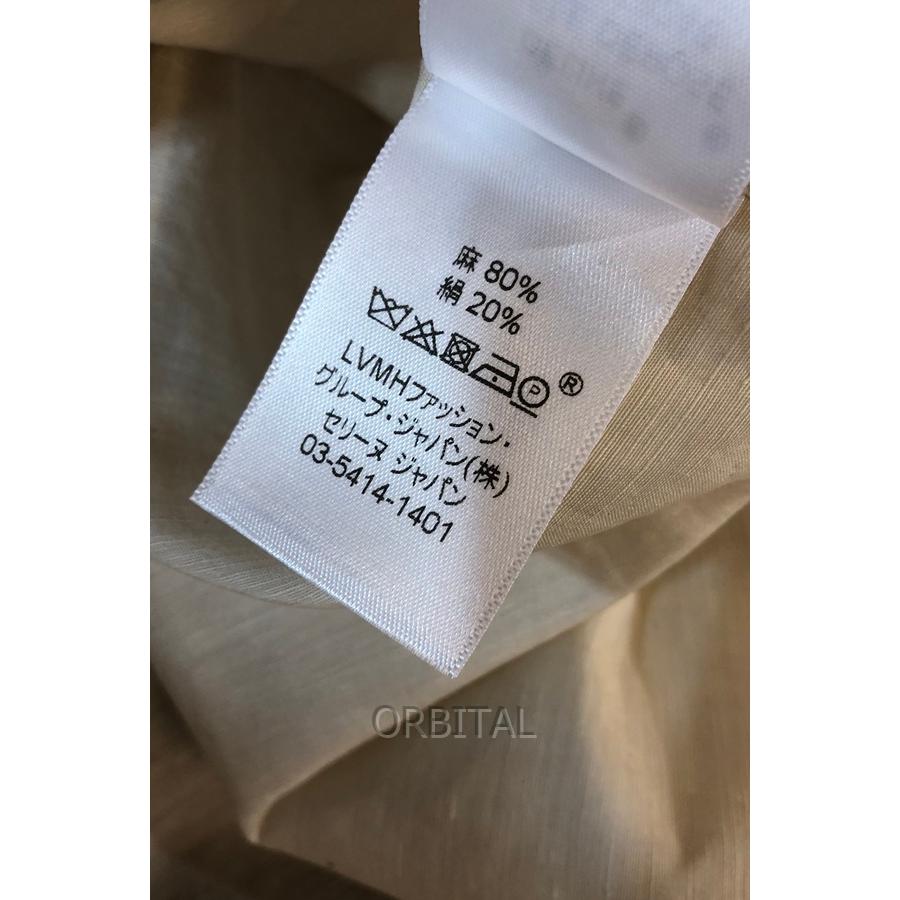 麻 80%
絹 20%
P
®
LVMHファッション・
グループ・ジャパン(株)
セリーヌ ジャパン
03-5414-1401
ORBITAL